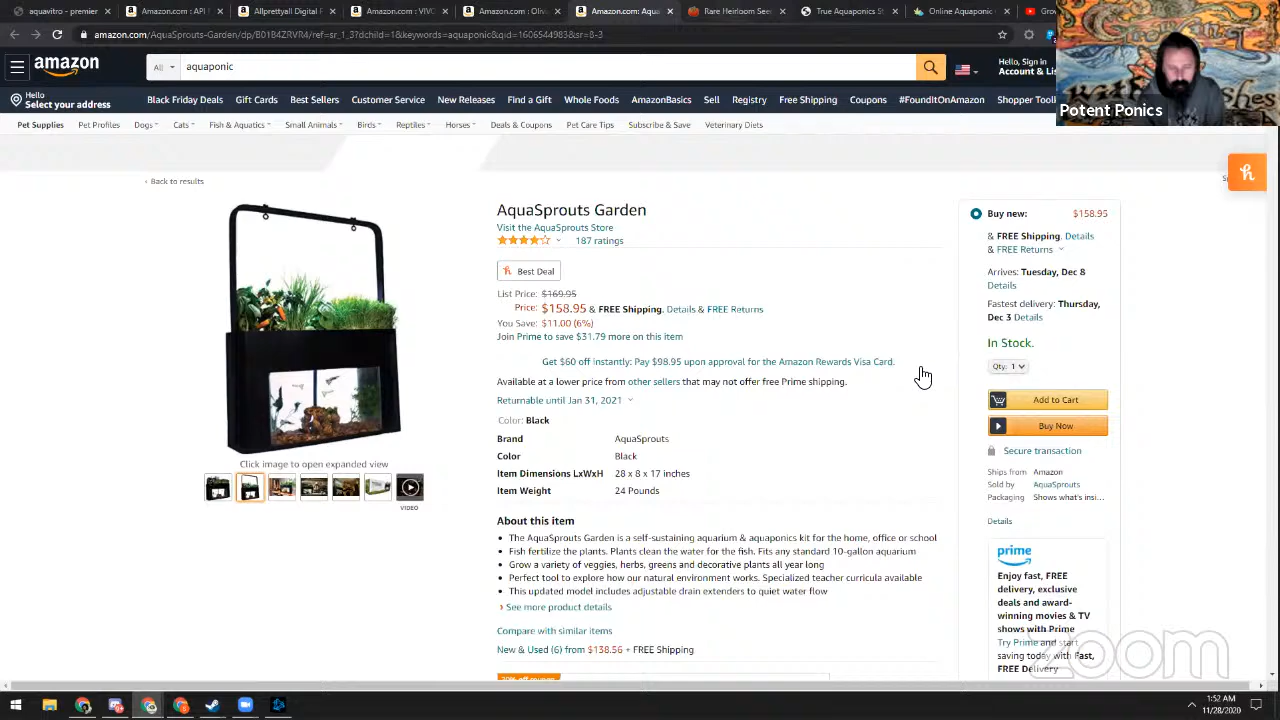 aquavitro - premier
Amazon.com : API
Allrettyall Digital
Amazon.com : VIVO
Amazon.com : Oliv
Amazon.com: Aqua
Rare Heirloom See
True Aquaponics
Online Aquaponic
Grow
amazon.com/AquaSprouts-Garden/dp/B01B4ZRVR4/ref=sr_1_3?dchild=1&keywords=aquaponic&qid=1606544983&sr=8-3
amazon
All
aquaponic
Hello, Sign in
Account & Lis
Potent Ponics
Hello
Select your address
Black Friday Deals
Gift Cards
Best Sellers
Customer Service
New Releases
Find a Gift
Whole Foods
AmazonBasics
Sell
Registry
Free Shipping
Coupons
#FoundItOnAmazon
Shopper Too
Pet Supplies
Pet Profiles
Dogs
Cats
Fish & Aquatics
Small Animals
Birds
Reptiles
Horses
Deals & Coupons
Pet Care Tips
Subscribe & Save
Veterinary Diets
‹ Back to results
AquaSprouts Garden
Visit the AquaSprouts Store
187 ratings
Best Deal
List Price: $169.95
Price: $158.95 & FREE Shipping. Details & FREE Returns
You Save: $11.00 (6%)
Join Prime to save $31.79 more on this item
Get $60 off instantly: Pay $98.95 upon approval for the Amazon Rewards Visa Card.
Available at a lower price from other sellers that may not offer free Prime shipping.
Returnable until Jan 31, 2021
Color: Black
Brand AquaSprouts
Color Black
Item Dimensions LxWxH 28 x 8 x 17 inches
Item Weight 24 Pounds
Click image to open expanded view
VIDEO
About this item
• The AquaSprouts Garden is a self-sustaining aquarium & aquaponics kit for the home, office or school
• Fish fertilize the plants. Plants clean the water for the fish. Fits any standard 10-gallon aquarium
• Grow a variety of veggies, herbs, greens and decorative plants all year long
• Perfect tool to explore how our natural environment works. Specialized teacher curricula available
• This updated model includes adjustable drain extenders to quiet water flow
› See more product details
Compare with similar items
New & Used (6) from $138.56 + FREE Shipping
20% off coupon
Buy new: $158.95
& FREE Shipping. Details
& FREE Returns
Arrives: Tuesday, Dec 8
Details
Fastest delivery: Thursday,
Dec 3 Details
In Stock.
Qty: 1
Add to Cart
Buy Now
Secure transaction
Ships from Amazon
Sold by AquaSprouts
Packaging Shows what's insi...
Details
prime
Enjoy fast, FREE
delivery, exclusive
deals and award-
winning movies & TV
shows with Prime
Try Prime and start
saving today with Fast,
FREE Delivery
zoom
1:52 AM
11/28/2020